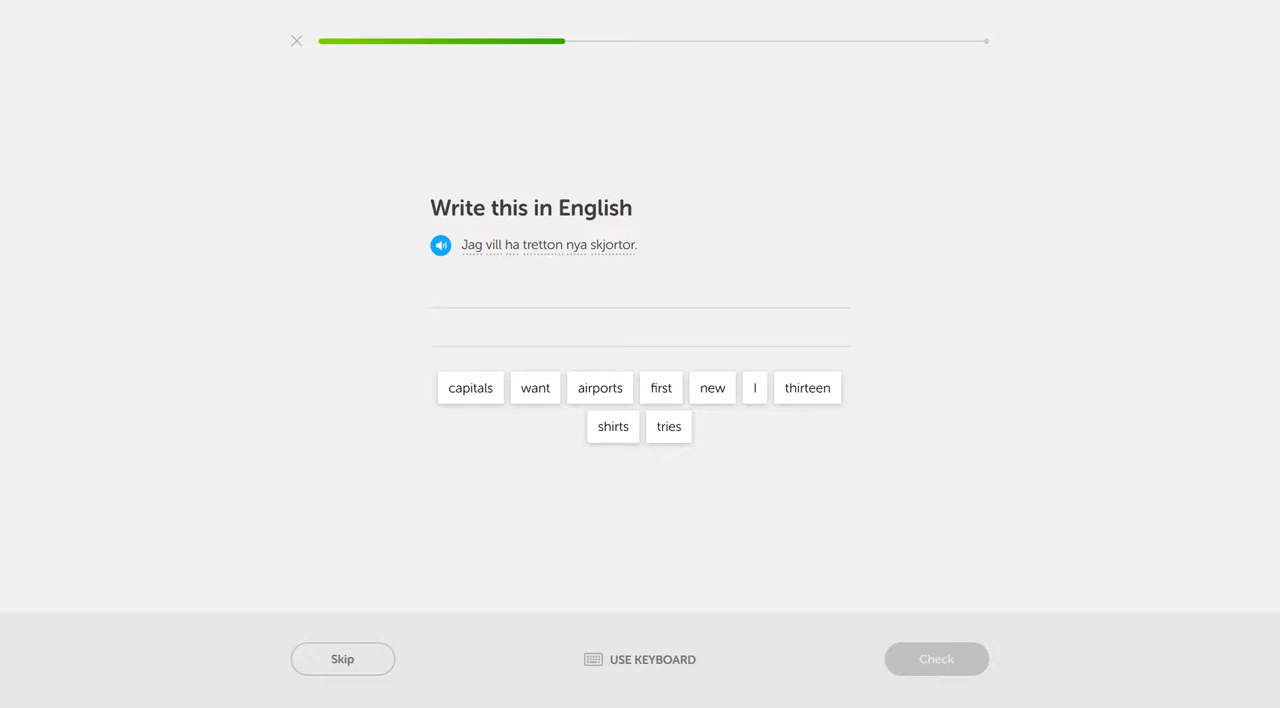 Write this in English
Jag vill ha tretton nya skjortor.
capitals want airports first new I thirteen
shirts tries
Skip USE KEYBOARD Check